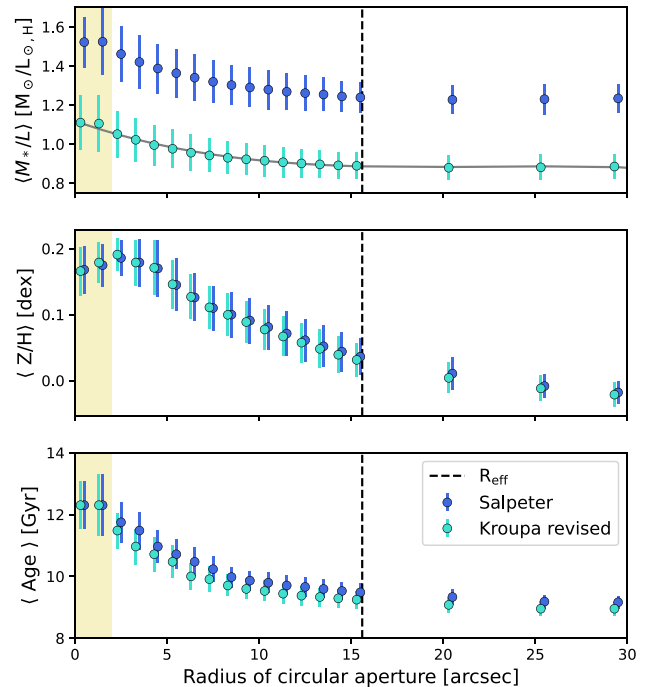 ⟨M*/L⟩ [M⊙/L⊙,H]
1.6
1.4
1.2
1.0
0.8
⟨ Z/H⟩ [dex]
0.2
0.1
0.0
⟨ Age ⟩ [Gyr]
14
12
10
8
R_eff
Salpeter
Kroupa revised
0 5 10 15 20 25 30
Radius of circular aperture [arcsec]